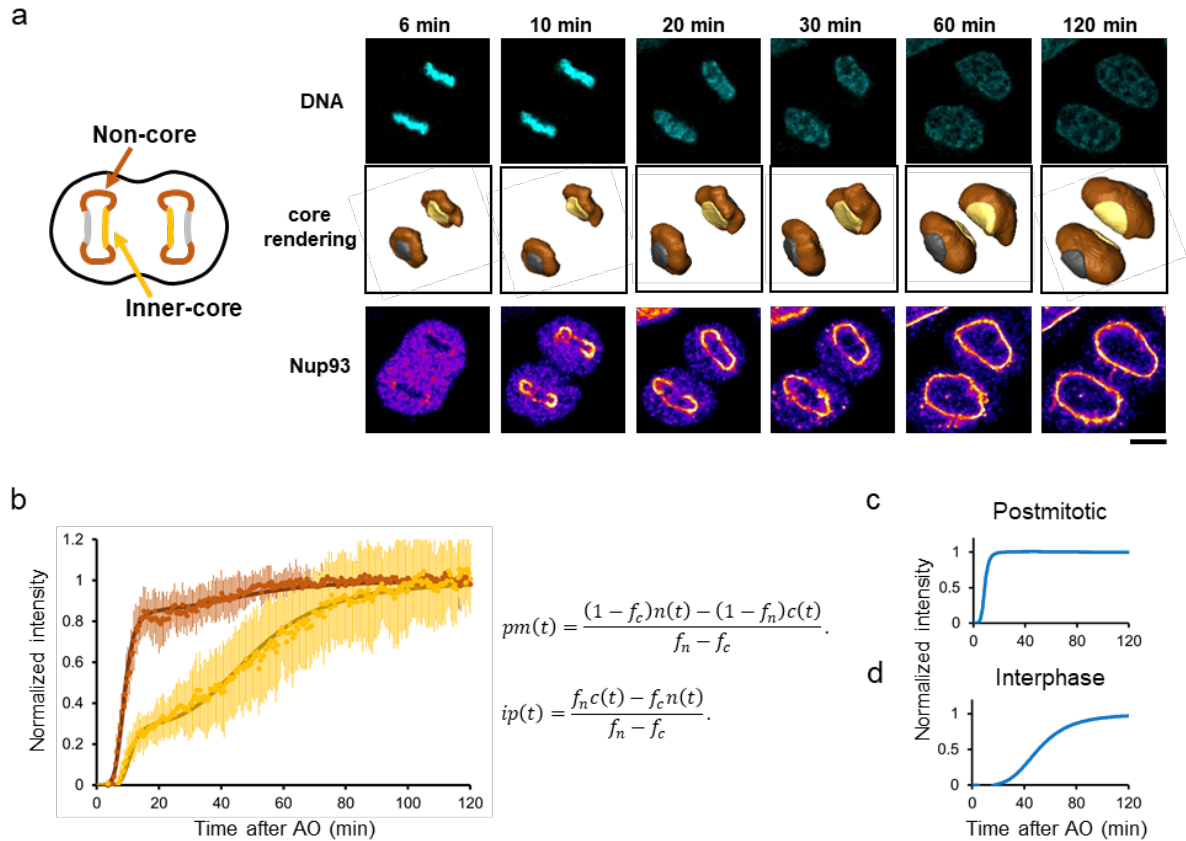 a
6 min 10 min 20 min 30 min 60 min 120 min
DNA
Non-core
core
rendering
Inner-core
Nup93
b
Normalized intensity
1.2
1
0.8
0.6
0.4
0.2
0
0 20 40 60 80 100 120
Time after AO (min)
pm(t) = \frac{(1 − f_c)n(t) − (1 − f_n)c(t)}{f_n − f_c}.
ip(t) = \frac{f_n c(t) − f_c n(t)}{f_n − f_c}.
c
Postmitotic
1
0.5
0
0 40 80 120
d
Interphase
Normalized intensity
1
0.5
0
0 40 80 120
Time after AO (min)